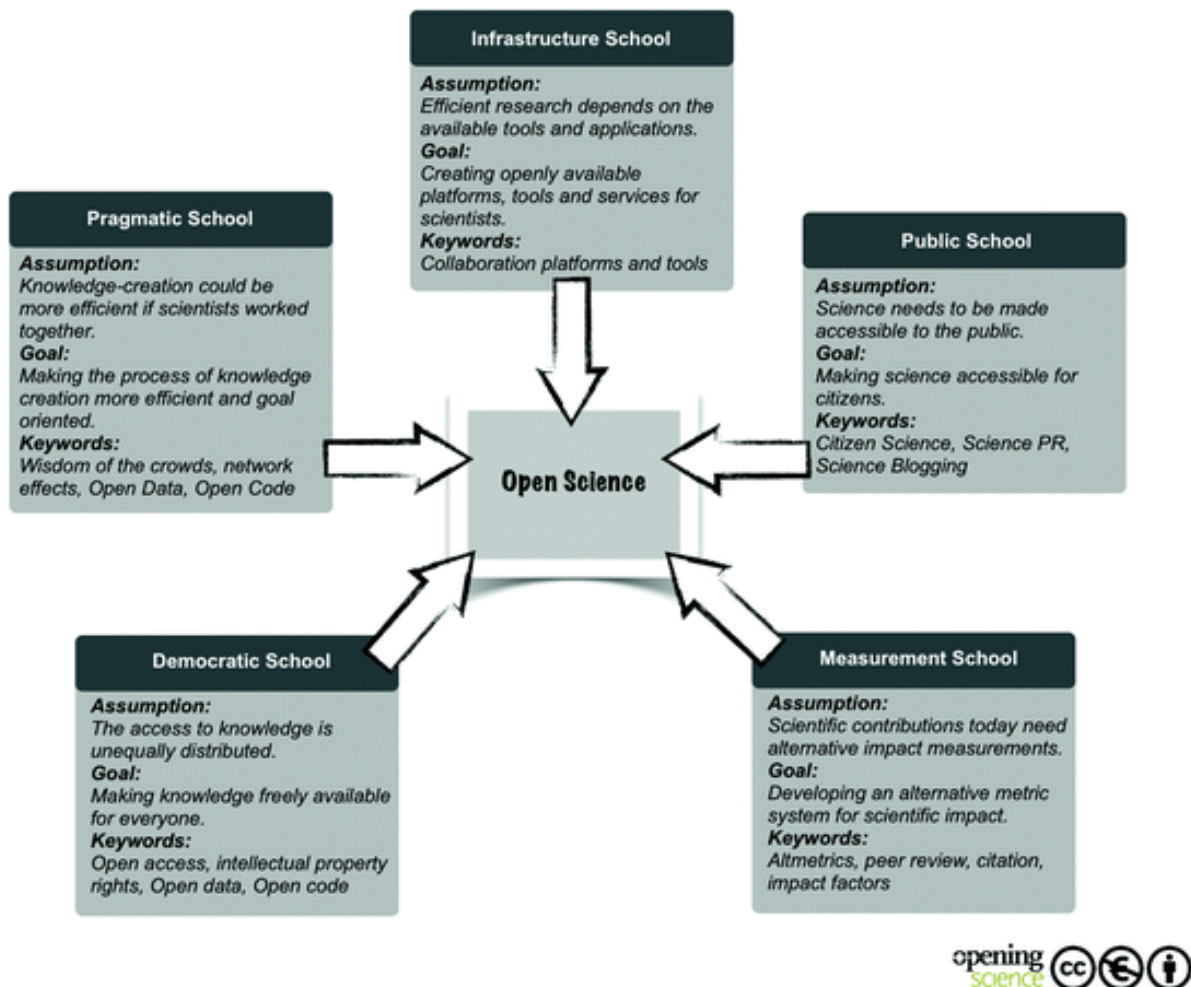 Infrastructure School
Assumption:
Efficient research depends on the
available tools and applications.
Goal:
Creating openly available
platforms, tools and services for
scientists.
Keywords:
Collaboration platforms and tools
Pragmatic School
Assumption:
Knowledge-creation could be
more efficient if scientists worked
together.
Goal:
Making the process of knowledge
creation more efficient and goal
oriented.
Keywords:
Wisdom of the crowds, network
effects, Open Data, Open Code
Public School
Assumption:
Science needs to be made
accessible to the public.
Goal:
Making science accessible for
citizens.
Keywords:
Citizen Science, Science PR,
Science Blogging
Open Science
Democratic School
Assumption:
The access to knowledge is
unequally distributed.
Goal:
Making knowledge freely available
for everyone.
Keywords:
Open access, intellectual property
rights, Open data, Open code
Measurement School
Assumption:
Scientific contributions today need
alternative impact measurements.
Goal:
Developing an alternative metric
system for scientific impact.
Keywords:
Altmetrics, peer review, citation,
impact factors
opening
science
cc